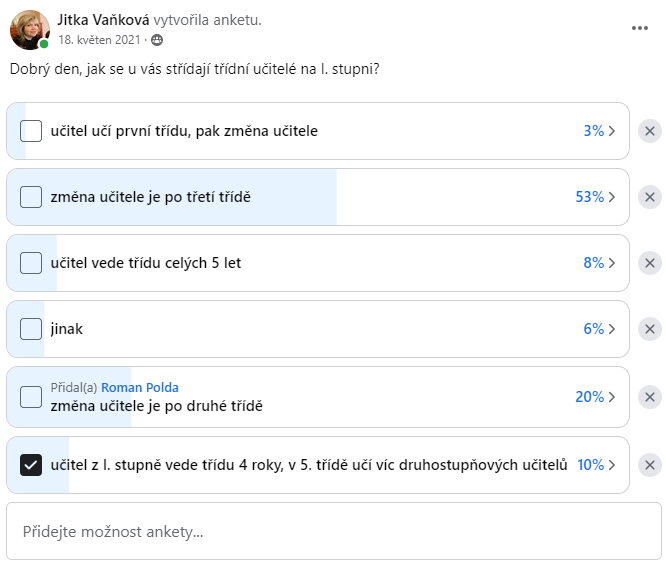 Jitka Vaňková vytvořila anketu.
18. květen 2021 ·
Dobrý den, jak se u vás střídají třídní učitelé na I. stupni?
učitel učí první třídu, pak změna učitele 3%
změna učitele je po třetí třídě 53%
učitel vede třídu celých 5 let 8%
jinak 6%
Přidal(a) Roman Polda
změna učitele je po druhé třídě 20%
učitel z I. stupně vede třídu 4 roky, v 5. třídě učí víc druhostupňových učitelů 10%
Přidejte možnost ankety...